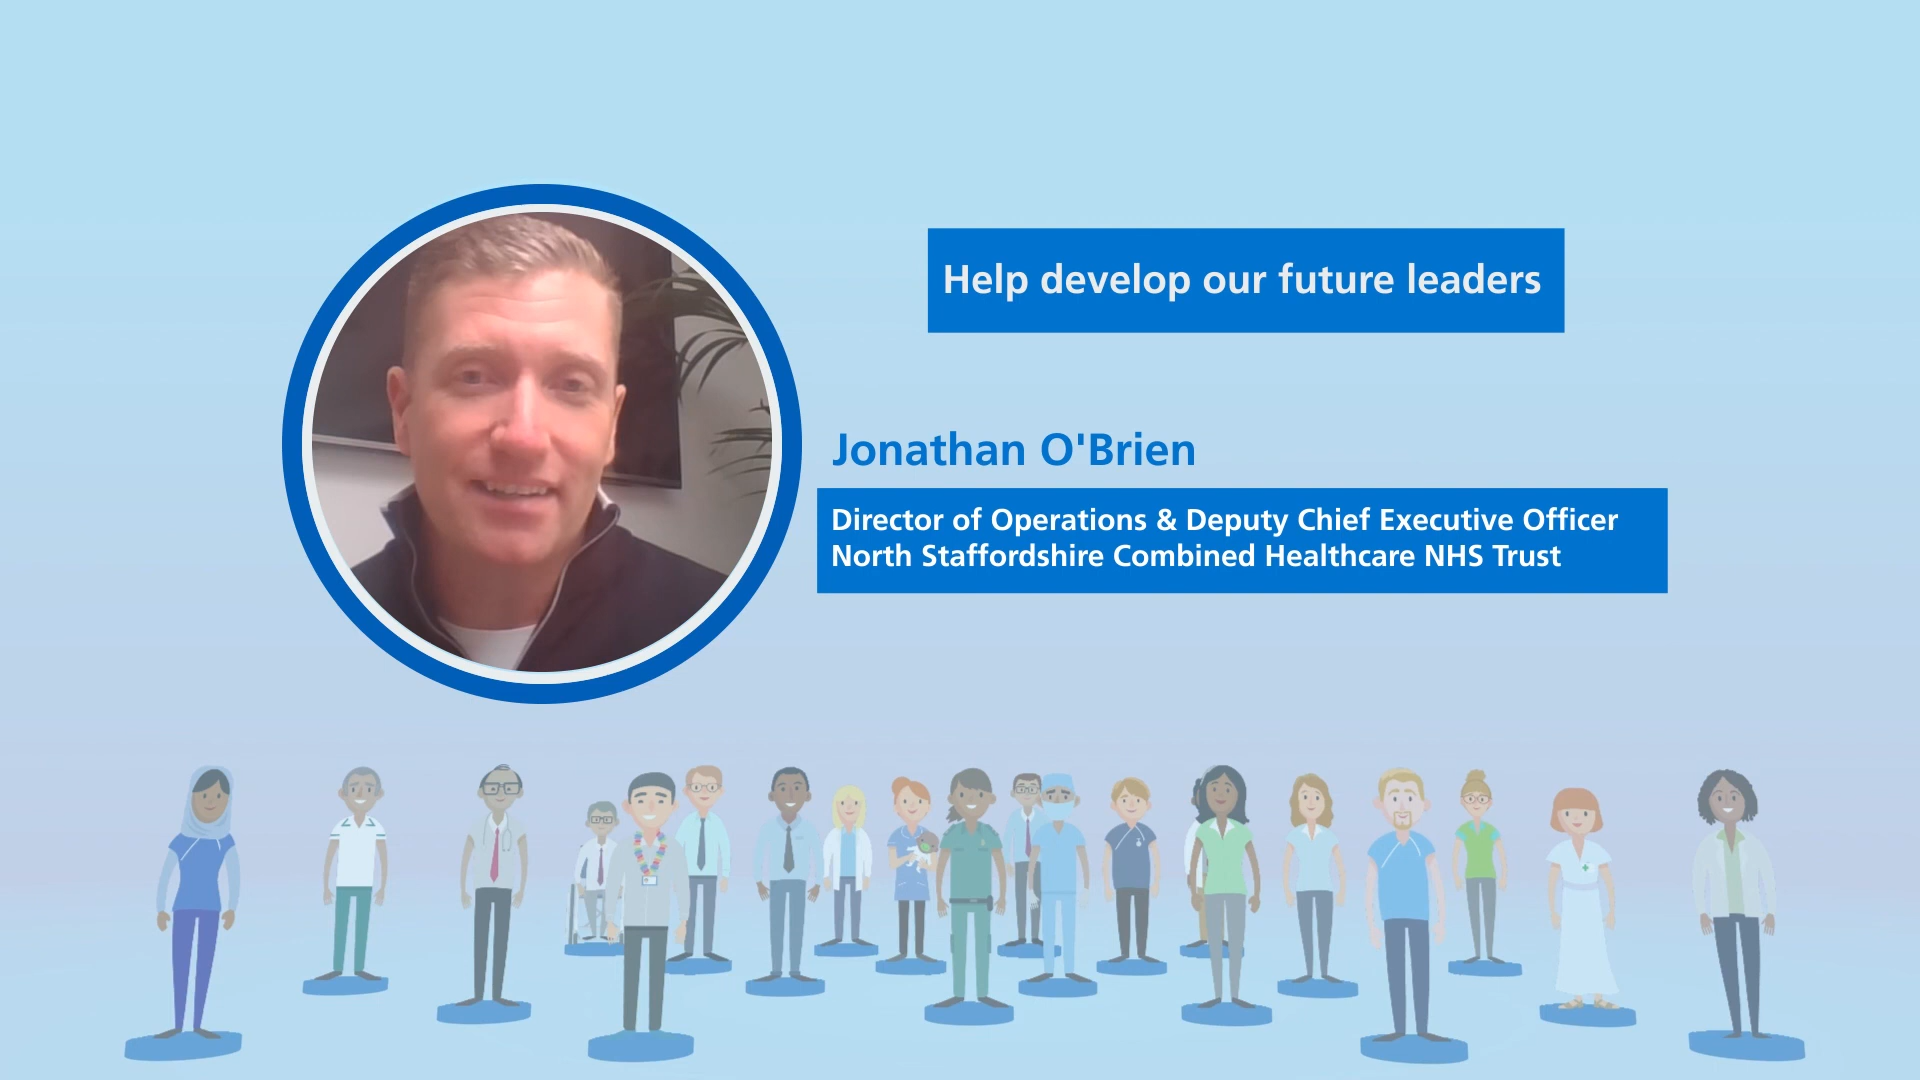 Help develop our future leaders
Jonathan O'Brien
Director of Operations & Deputy Chief Executive Officer
North Staffordshire Combined Healthcare NHS Trust